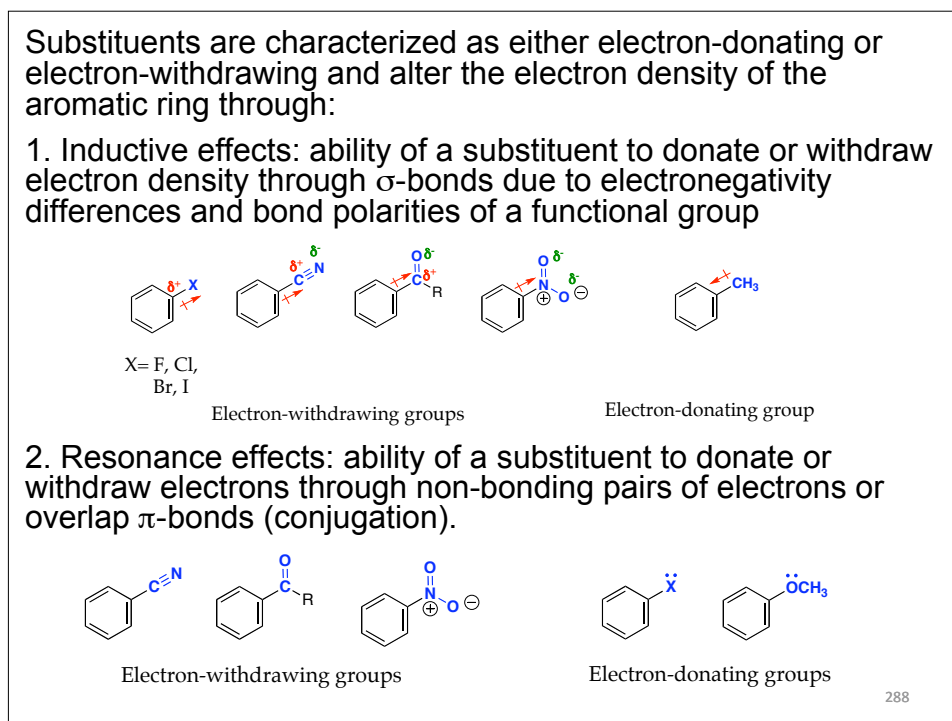 Substituents are characterized as either electron-donating or
electron-withdrawing and alter the electron density of the
aromatic ring through:
1. Inductive effects: ability of a substituent to donate or withdraw
electron density through σ-bonds due to electronegativity
differences and bond polarities of a functional group
δ+ X
δ+ C≡N δ-
O δ-
C δ+
R
O δ-
N
⊕
O δ-
⊖
CH3
X= F, Cl,
Br, I
Electron-withdrawing groups
Electron-donating group
2. Resonance effects: ability of a substituent to donate or
withdraw electrons through non-bonding pairs of electrons or
overlap π-bonds (conjugation).
C≡N
O
C
R
O
N
⊕
O ⊖
Ẍ
ÖCH3
Electron-withdrawing groups
Electron-donating groups
288